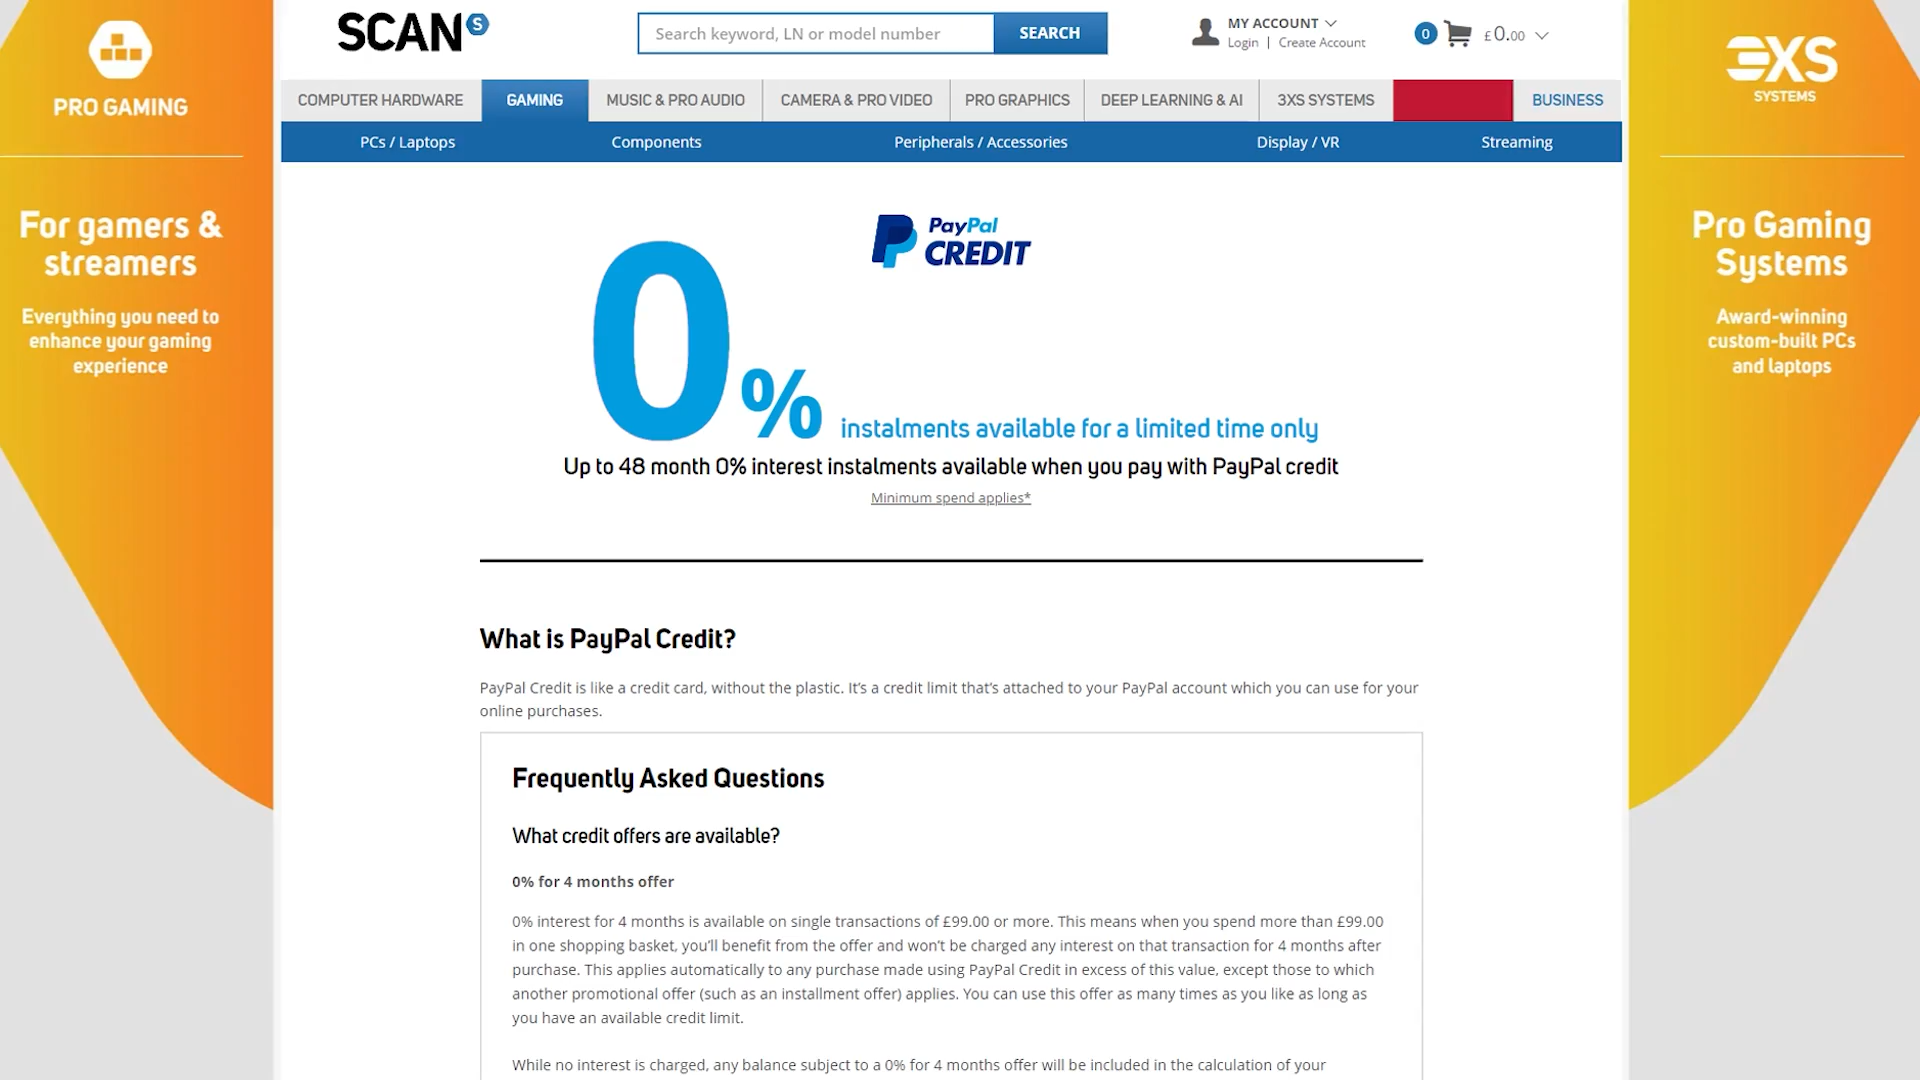 SCAN S
Search keyword, LN or model number
SEARCH
MY ACCOUNT
Login | Create Account
0
£0.00
PRO GAMING
3XS
SYSTEMS
COMPUTER HARDWARE
GAMING
MUSIC & PRO AUDIO
CAMERA & PRO VIDEO
PRO GRAPHICS
DEEP LEARNING & AI
3XS SYSTEMS
BUSINESS
PCs / Laptops
Components
Peripherals / Accessories
Display / VR
Streaming
For gamers &
streamers
Everything you need to
enhance your gaming
experience
Pro Gaming
Systems
Award-winning
custom-built PCs
and laptops
PayPal
CREDIT
0% instalments available for a limited time only
Up to 48 month 0% interest instalments available when you pay with PayPal credit
Minimum spend applies*
What is PayPal Credit?
PayPal Credit is like a credit card, without the plastic. It’s a credit limit that’s attached to your PayPal account which you can use for your
online purchases.
Frequently Asked Questions
What credit offers are available?
0% for 4 months offer
0% interest for 4 months is available on single transactions of £99.00 or more. This means when you spend more than £99.00
in one shopping basket, you’ll benefit from the offer and won’t be charged any interest on that transaction for 4 months after
purchase. This applies automatically to any purchase made using PayPal Credit in excess of this value, except those to which
another promotional offer (such as an installment offer) applies. You can use this offer as many times as you like as long as
you have an available credit limit.
While no interest is charged, any balance subject to a 0% for 4 months offer will be included in the calculation of your